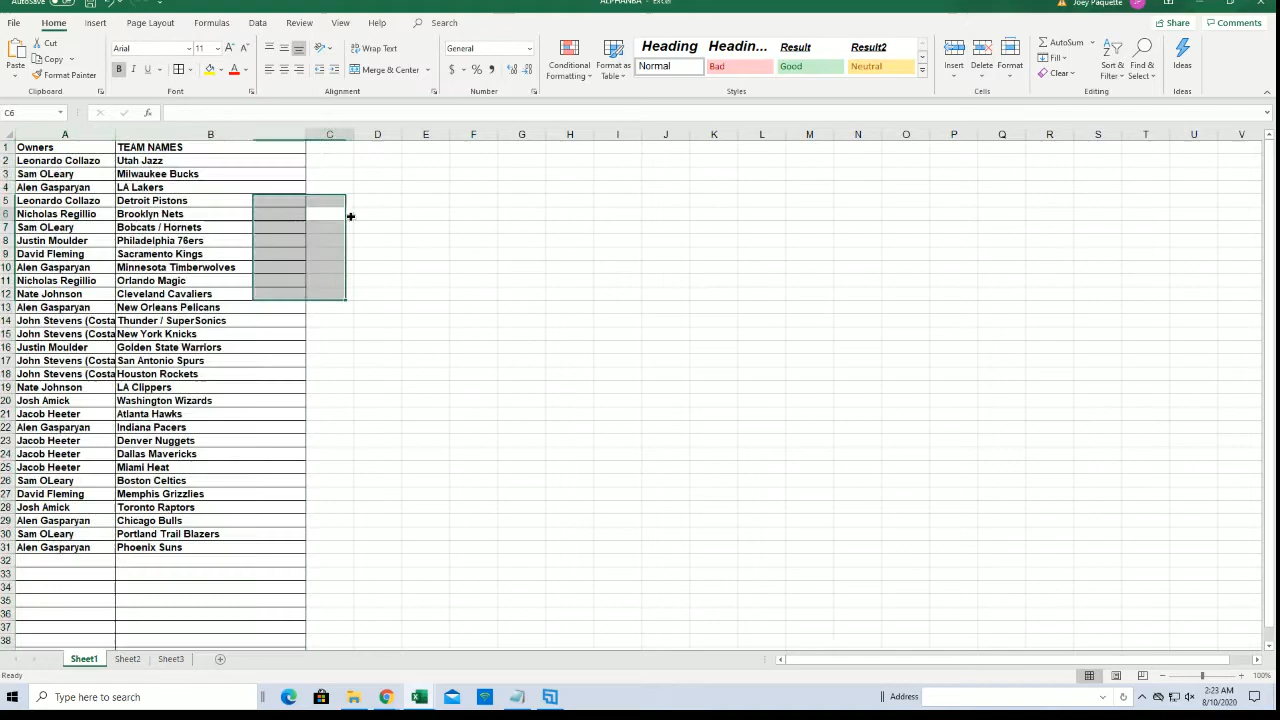 AutoSave Off ALPHANBA - Excel Joey Paquette JP
File Home Insert Page Layout Formulas Data Review View Help Search Share Comments
Paste Cut Copy Format Painter Clipboard
Arial 11 B I U Font
Wrap Text Merge & Center Alignment
General $ % Number
Conditional Formatting Format as Table
Heading Headin... Result Result2
Normal Bad Good Neutral
Styles
Insert Delete Format Cells
AutoSum Fill Clear Sort & Filter Find & Select Editing
Ideas Ideas
C6 fx
A B C D E F G H I J K L M N O P Q R S T U V
1 Owners TEAM NAMES
2 Leonardo Collazo Utah Jazz
3 Sam OLeary Milwaukee Bucks
4 Alen Gasparyan LA Lakers
5 Leonardo Collazo Detroit Pistons
6 Nicholas Regillio Brooklyn Nets
7 Sam OLeary Bobcats / Hornets
8 Justin Moulder Philadelphia 76ers
9 David Fleming Sacramento Kings
10 Alen Gasparyan Minnesota Timberwolves
11 Nicholas Regillio Orlando Magic
12 Nate Johnson Cleveland Cavaliers
13 Alen Gasparyan New Orleans Pelicans
14 John Stevens (Costa Thunder / SuperSonics
15 John Stevens (Costa New York Knicks
16 Justin Moulder Golden State Warriors
17 John Stevens (Costa San Antonio Spurs
18 John Stevens (Costa Houston Rockets
19 Nate Johnson LA Clippers
20 Josh Amick Washington Wizards
21 Jacob Heeter Atlanta Hawks
22 Alen Gasparyan Indiana Pacers
23 Jacob Heeter Denver Nuggets
24 Jacob Heeter Dallas Mavericks
25 Jacob Heeter Miami Heat
26 Sam OLeary Boston Celtics
27 David Fleming Memphis Grizzlies
28 Josh Amick Toronto Raptors
29 Alen Gasparyan Chicago Bulls
30 Sam OLeary Portland Trail Blazers
31 Alen Gasparyan Phoenix Suns
32
33
34
35
36
37
38
Sheet1 Sheet2 Sheet3
Ready 100%
Type here to search Address 2:23 AM
8/10/2020